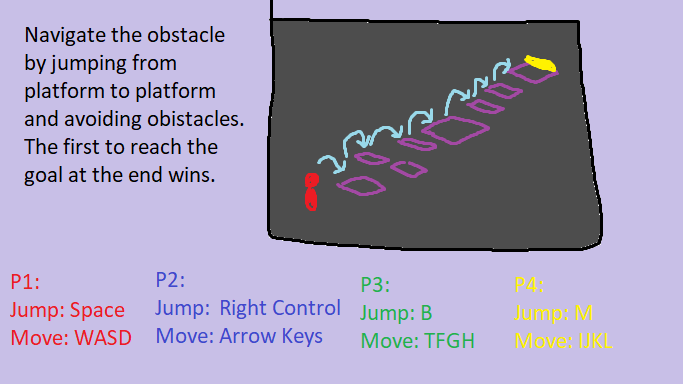 Navigate the obstacle
by jumping from
platform to platform
and avoiding obstacles.
The first to reach the
goal at the end wins.
P1:
Jump: Space
Move: WASD
P2:
Jump: Right Control
Move: Arrow Keys
P3:
Jump: B
Move: TFGH
P4:
Jump: M
Move: IJKL